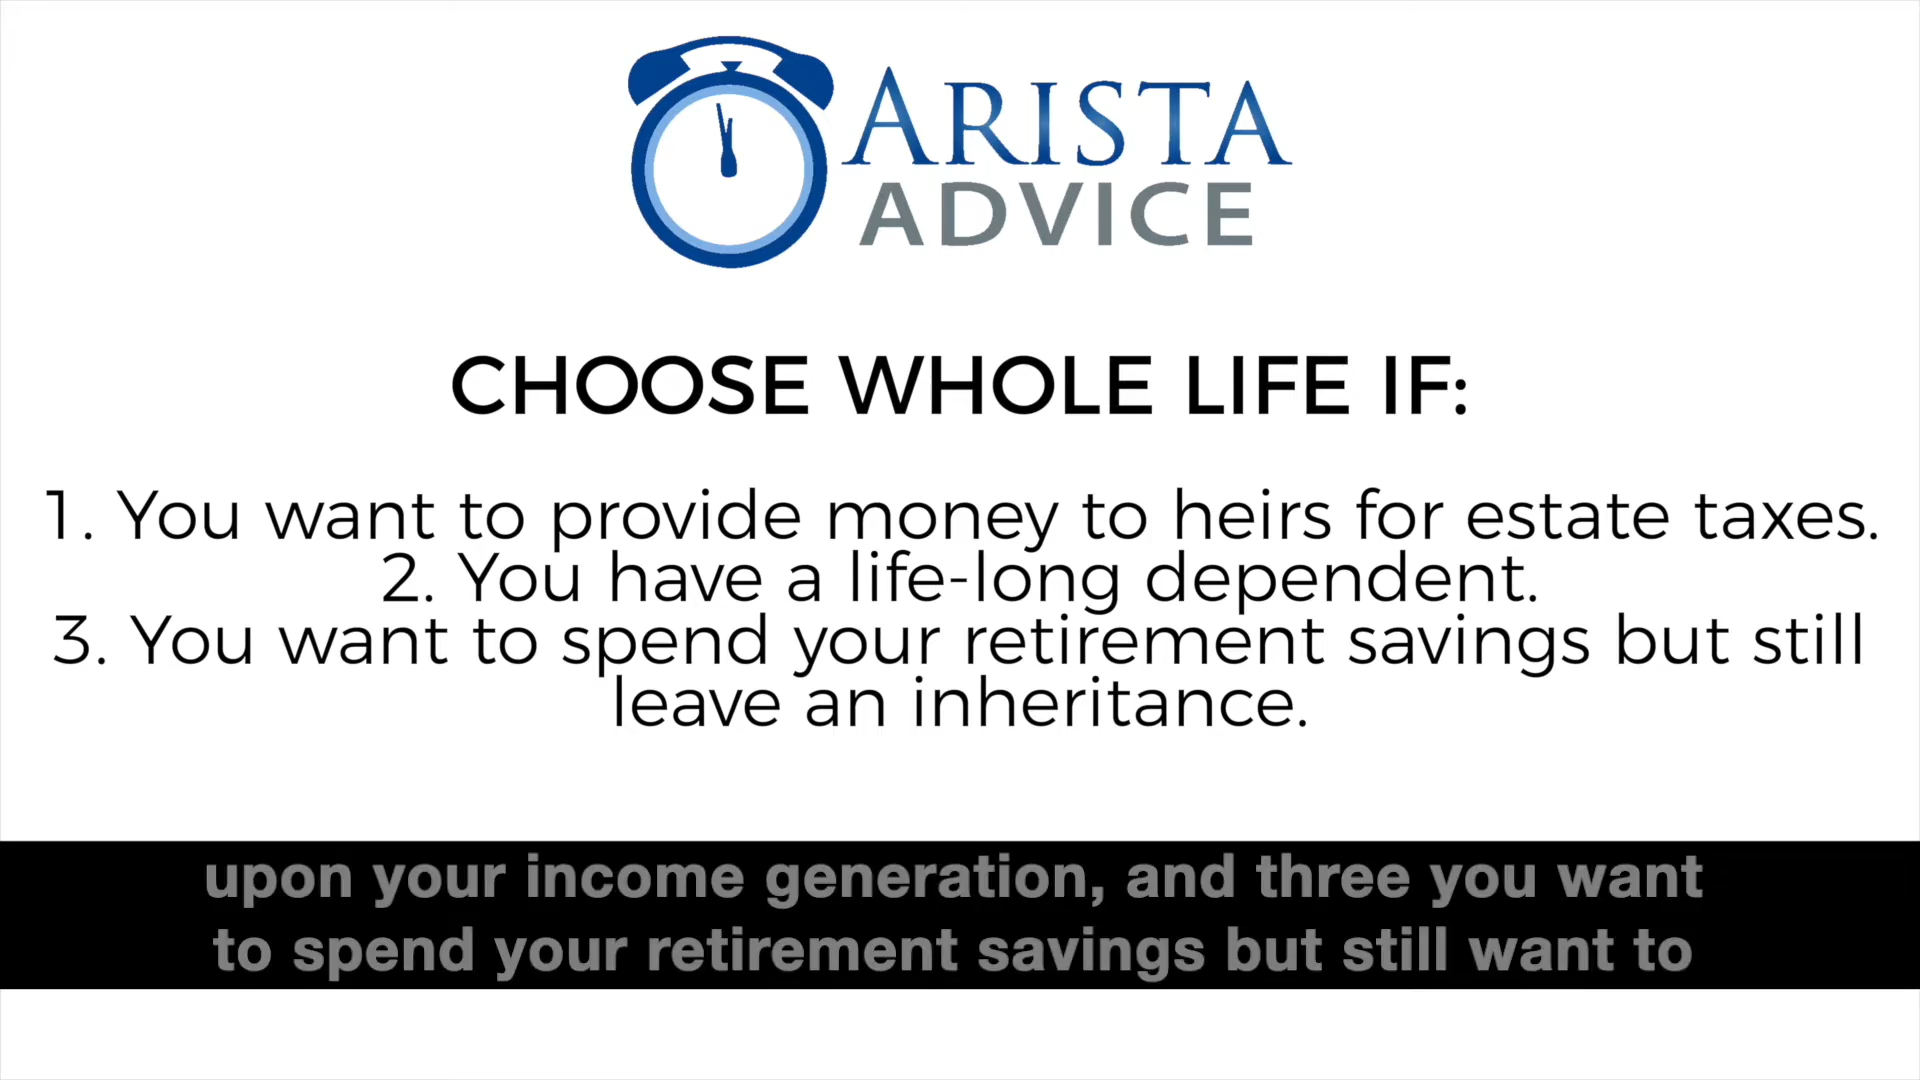 ARISTA
ADVICE
CHOOSE WHOLE LIFE IF:
1. You want to provide money to heirs for estate taxes.
2. You have a life-long dependent.
3. You want to spend your retirement savings but still
leave an inheritance.
upon your income generation, and three you want
to spend your retirement savings but still want to